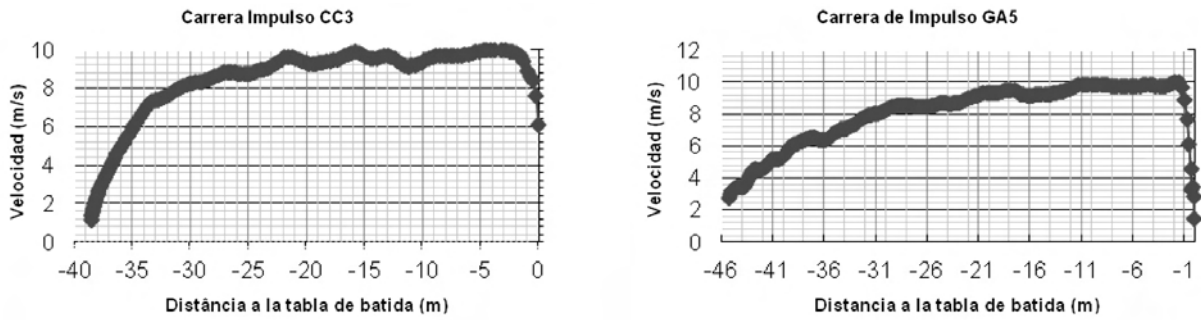 Carrera Impulso CC3
Velocidad (m/s)
10
8
6
4
2
0
-40 -35 -30 -25 -20 -15 -10 -5 0
Distância a la tabla de batida (m)
Carrera de Impulso GA5
Velocidad (m/s)
12
10
8
6
4
2
0
-46 -41 -36 -31 -26 -21 -16 -11 -6 -1
Distancia a la tabla de batida (m)